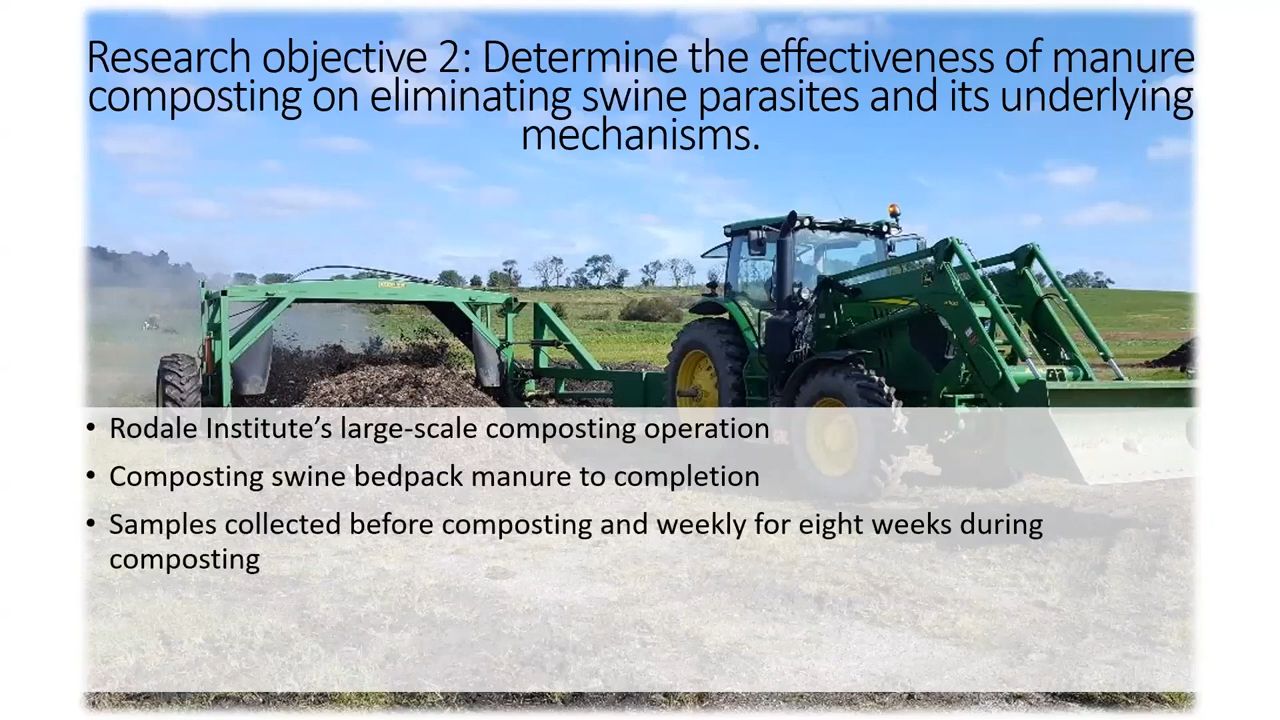 Research objective 2: Determine the effectiveness of manure
composting on eliminating swine parasites and its underlying
mechanisms.
• Rodale Institute’s large-scale composting operation
• Composting swine bedpack manure to completion
• Samples collected before composting and weekly for eight weeks during
composting